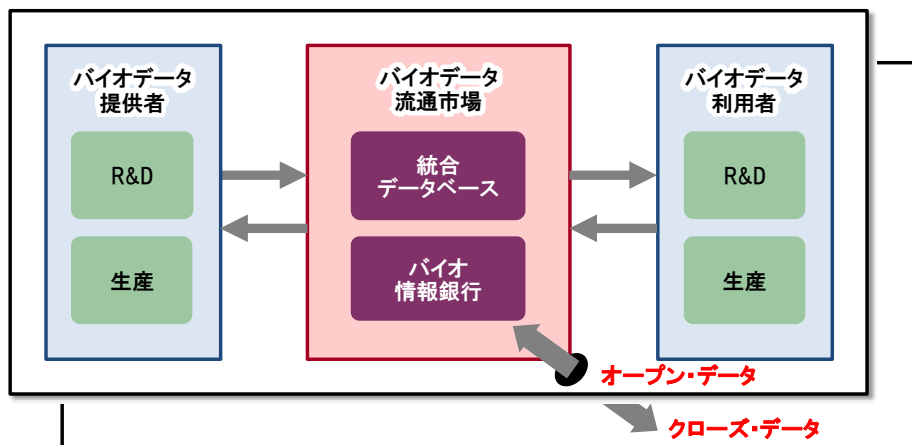 バイオデータ
提供者
R&D
生産
バイオデータ
流通市場
統合
データベース
バイオ
情報銀行
バイオデータ
利用者
R&D
生産
オープン・データ
クローズ・データ